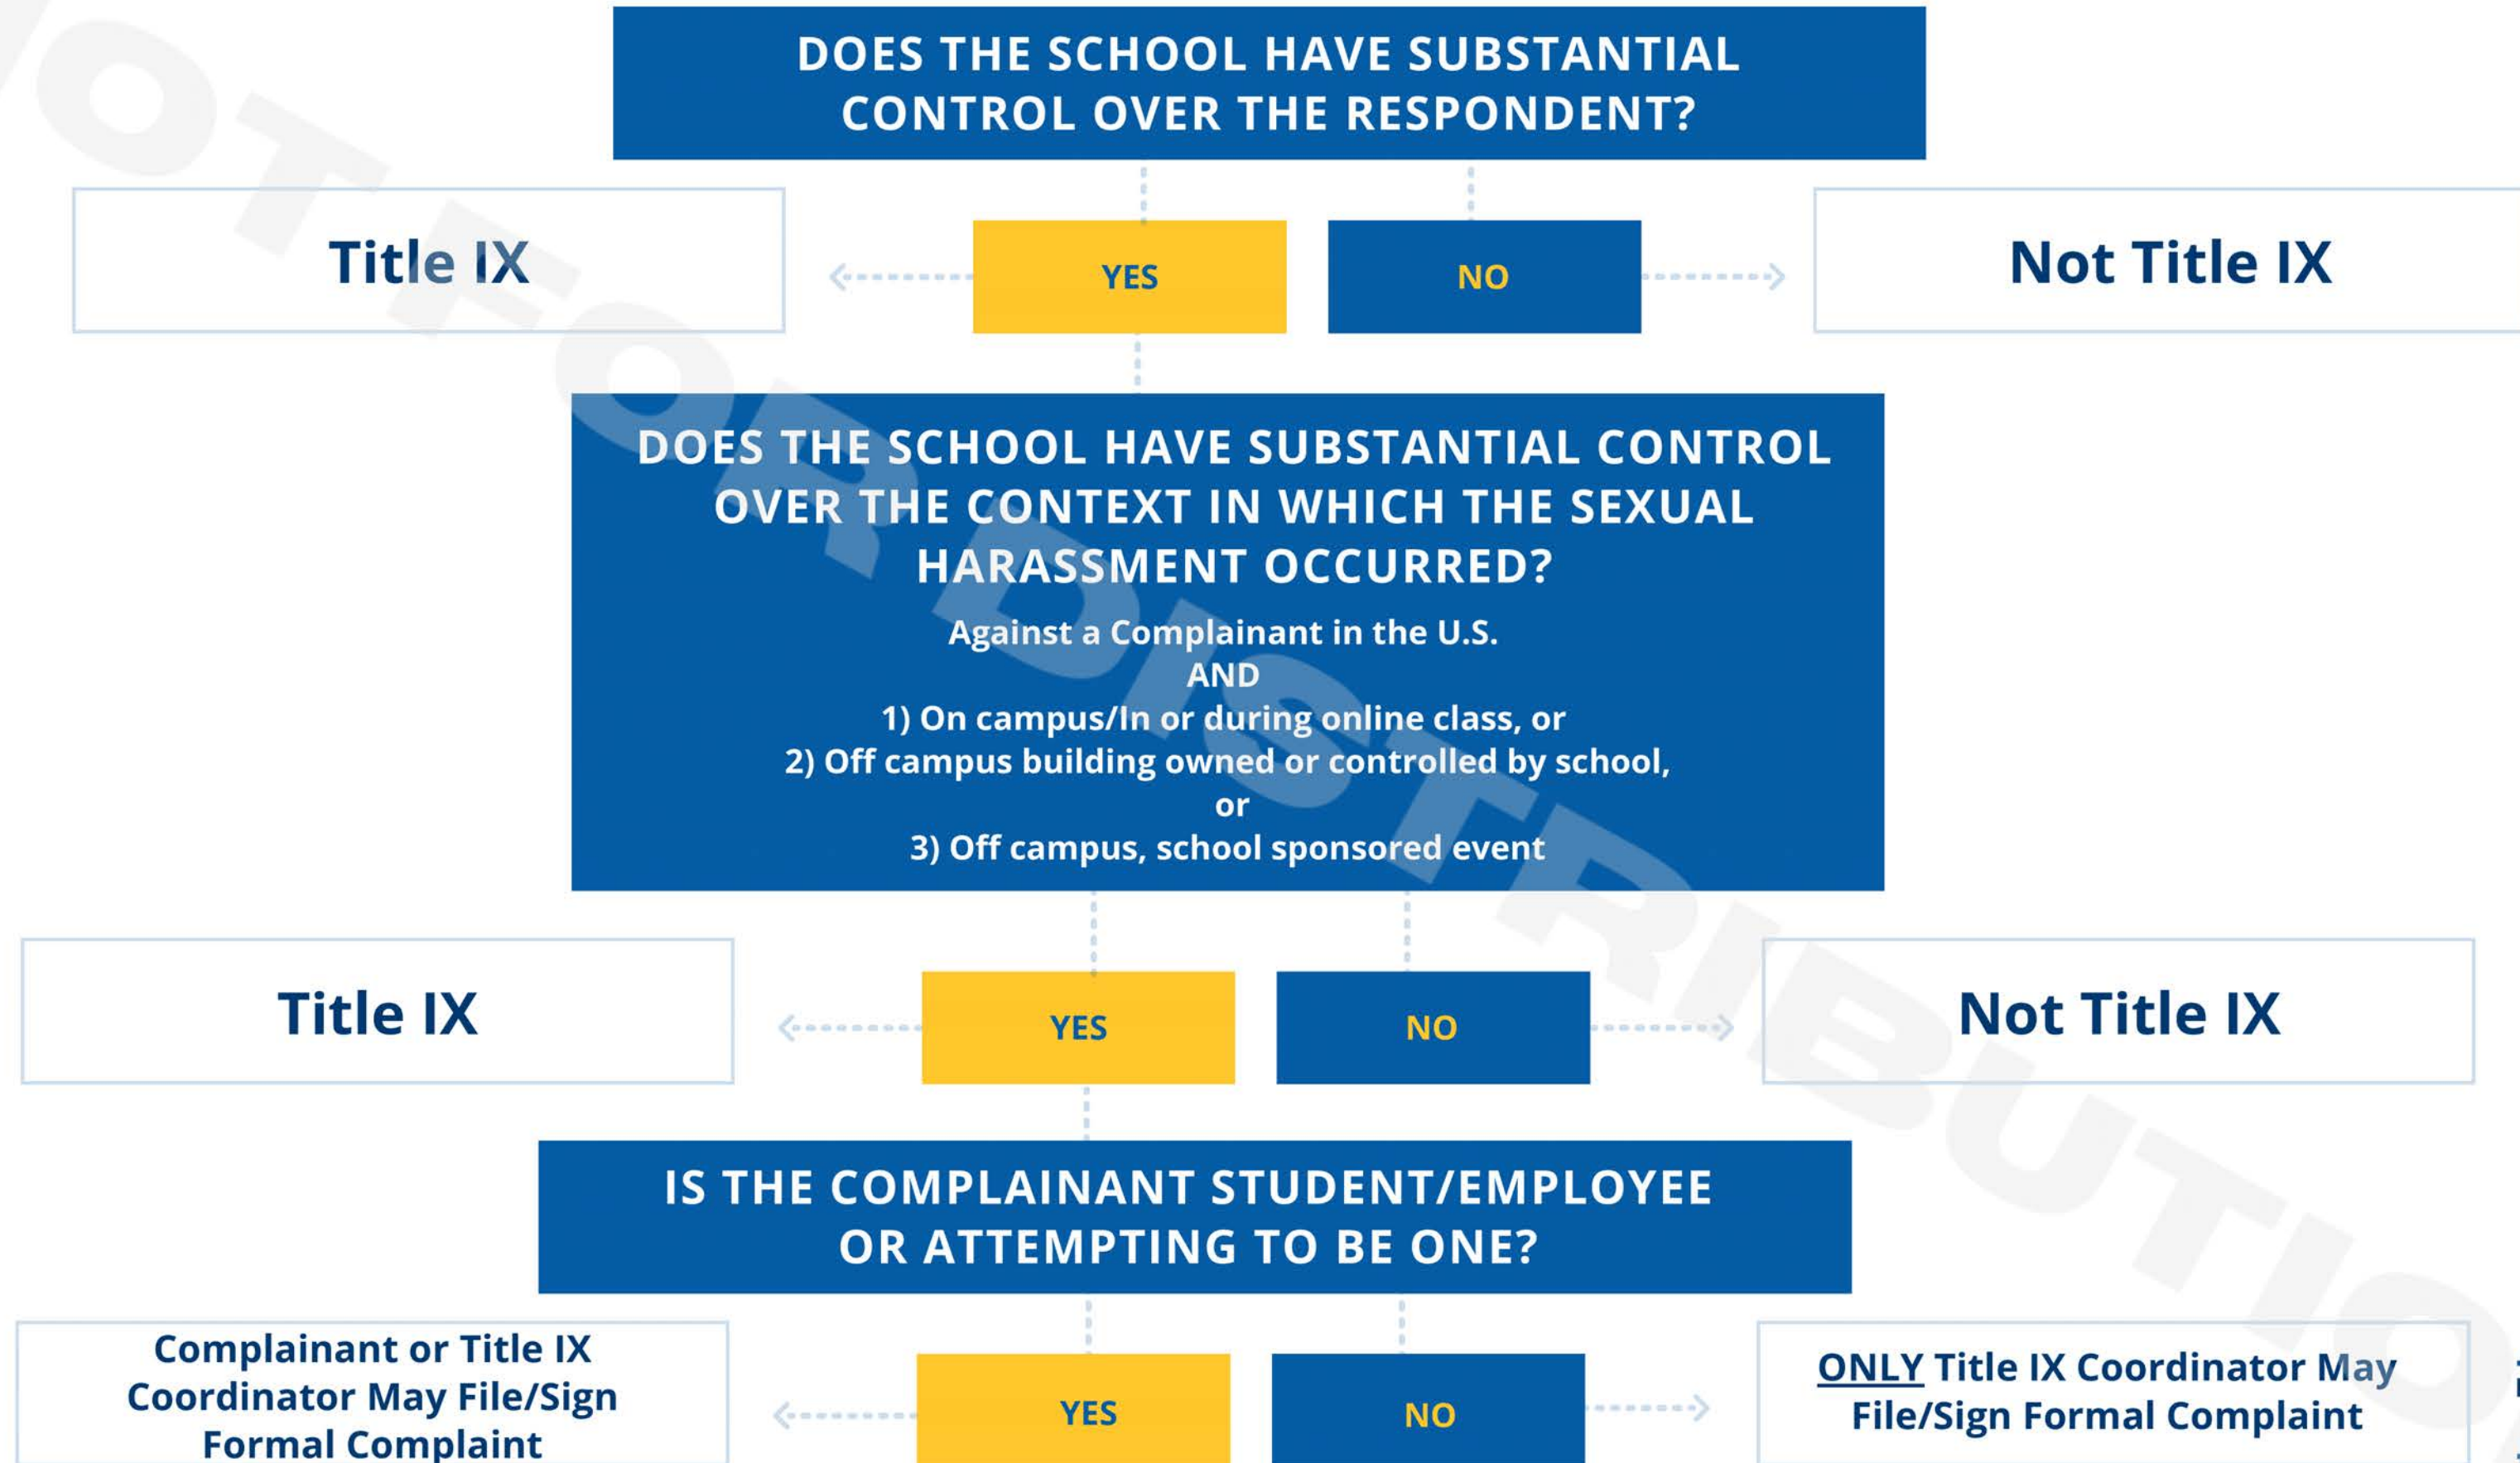 DOES THE SCHOOL HAVE SUBSTANTIAL
CONTROL OVER THE RESPONDENT?
Title IX
YES
NO
Not Title IX
DOES THE SCHOOL HAVE SUBSTANTIAL CONTROL
OVER THE CONTEXT IN WHICH THE SEXUAL
HARASSMENT OCCURRED?
Against a Complainant in the U.S.
AND
1) On campus/In or during online class, or
2) Off campus building owned or controlled by school,
or
3) Off campus, school sponsored event
Title IX
YES
NO
Not Title IX
IS THE COMPLAINANT STUDENT/EMPLOYEE
OR ATTEMPTING TO BE ONE?
Complainant or Title IX
Coordinator May File/Sign
Formal Complaint
YES
NO
ONLY Title IX Coordinator May
File/Sign Formal Complaint
NOT FOR DISTRIBUTION